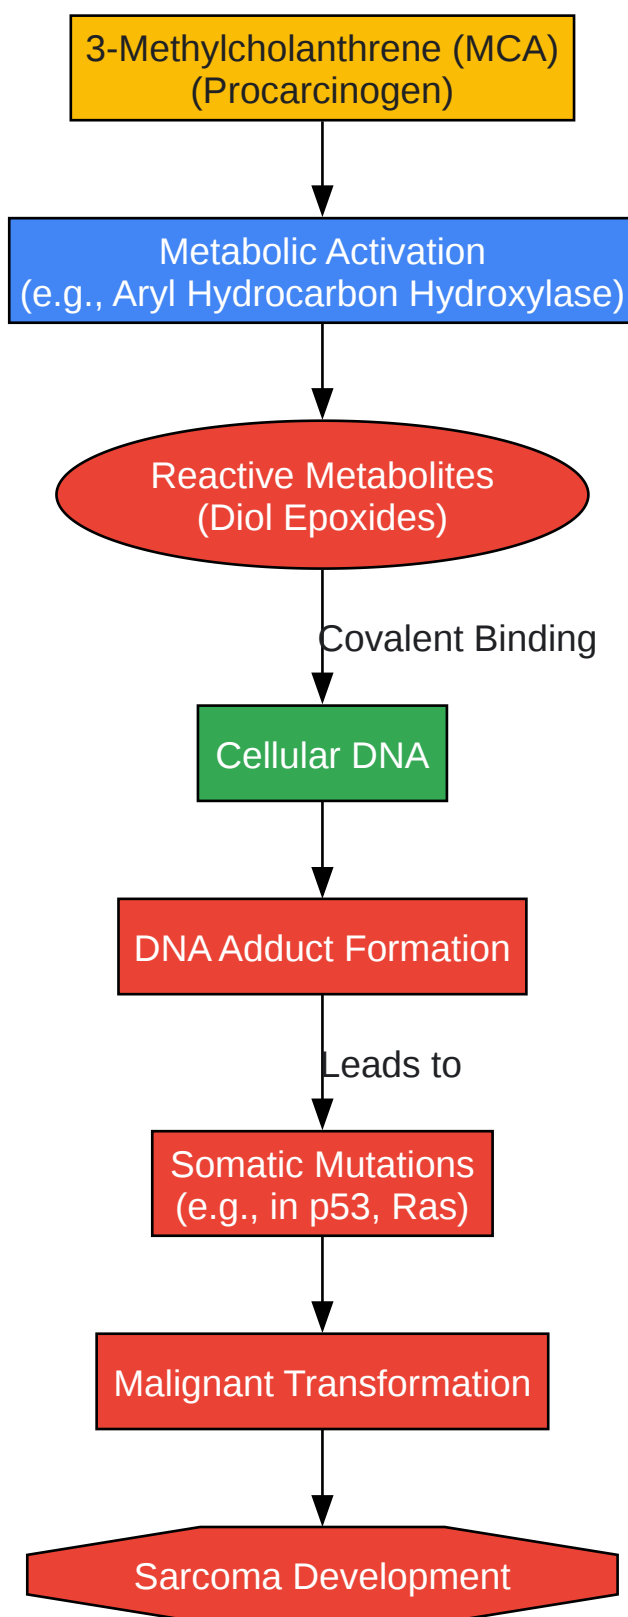 3-Methylcholanthrene (MCA)
(Procarcinogen)
Metabolic Activation
(e.g., Aryl Hydrocarbon Hydroxylase)
Reactive Metabolites
(Diol Epoxides)
Covalent Binding
Cellular DNA
DNA Adduct Formation
Leads to
Somatic Mutations
(e.g., in p53, Ras)
Malignant Transformation
Sarcoma Development